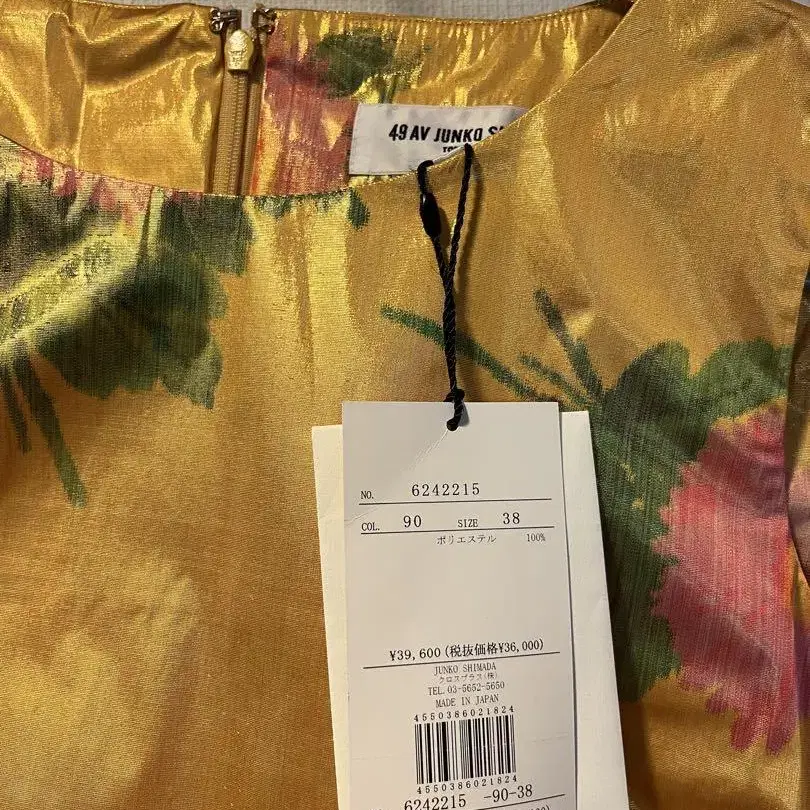 49 AV JUNKO
NO. 6242215
COL. 90 SIZE 38
ポリエステル 100%
¥39,600(税抜価格¥36,000)
JUNKO SHIMADA
クロスプラス(株)
TEL. 03-5652-5650
MADE IN JAPAN
4550386021824
4550386021824
6242215 -90-38